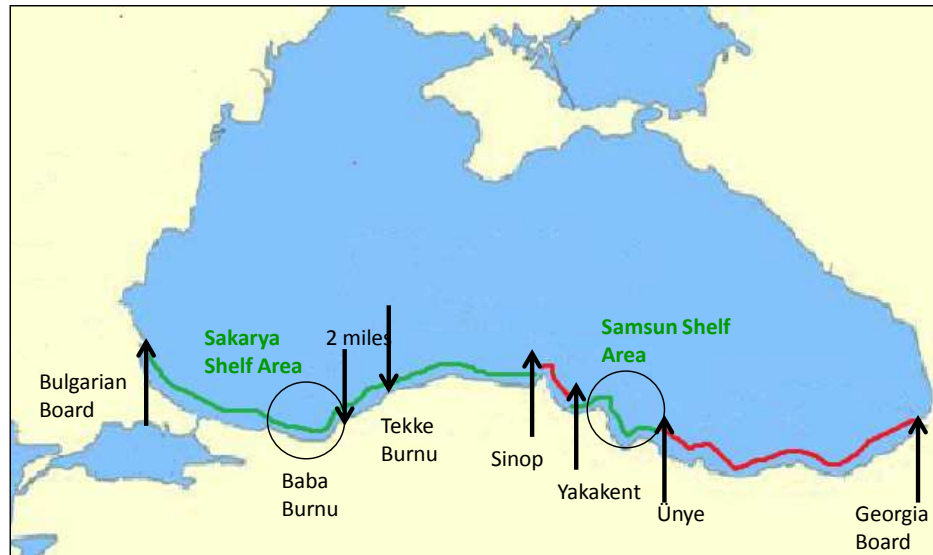 Sakarya
Shelf Area
2 miles
Samsun Shelf
Area
Bulgarian
Board
Tekke
Burnu
Baba
Burnu
Sinop
Yakakent
Ünye
Georgia
Board